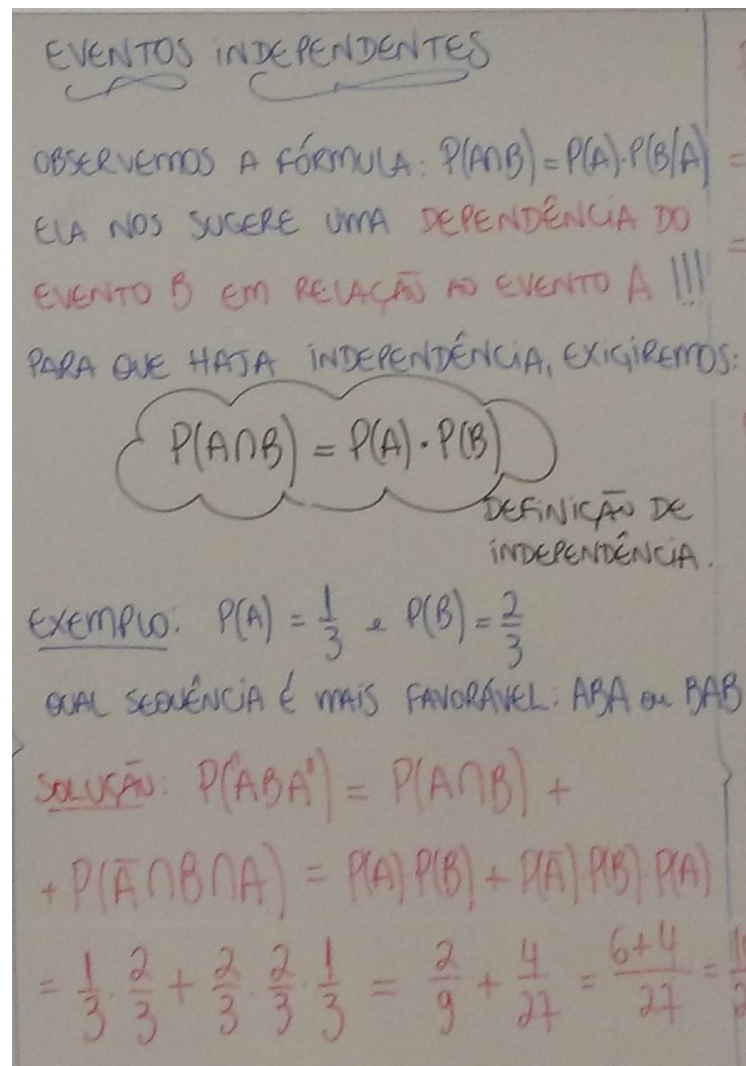 EVENTOS INDEPENDENTES
OBSERVEMOS A FÓRMULA: P(A∩B) = P(A)·P(B/A) =
ELA NOS SUGERE UMA DEPENDÊNCIA DO =
EVENTO B EM RELAÇÃO AO EVENTO A !!!
PARA QUE HAJA INDEPENDÊNCIA, EXIGIREMOS:
P(A∩B) = P(A)·P(B)
DEFINIÇÃO DE
INDEPENDÊNCIA.
EXEMPLO: P(A) = 1/3 e P(B) = 2/3
QUAL SEQUÊNCIA É MAIS FAVORÁVEL: ABA ou BAB
SOLUÇÃO: P("ABA") = P(A∩B) +
+ P(Ā∩B∩A) = P(A)·P(B) + P(Ā)·P(B)·P(A)
= 1/3 · 2/3 + 2/3 · 2/3 · 1/3 = 2/9 + 4/27 = (6+4)/27 =